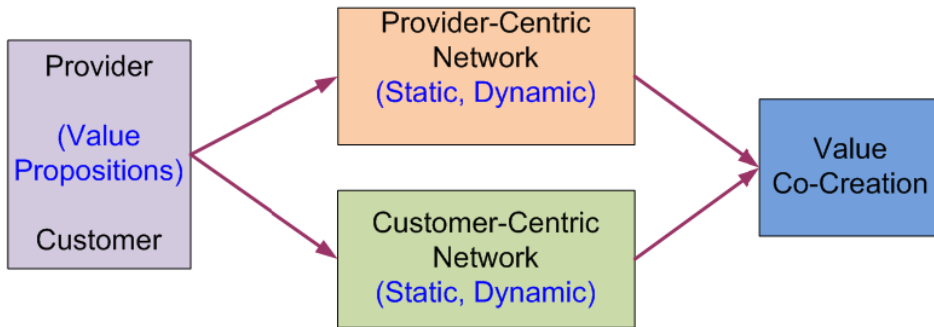 Provider
(Value
Propositions)
Customer
Provider-Centric
Network
(Static, Dynamic)
Customer-Centric
Network
(Static, Dynamic)
Value
Co-Creation